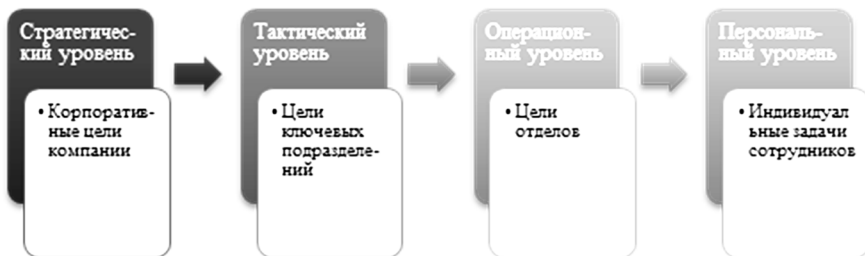 Стратегичес-
кий уровень
• Корпоратив-
ные цели
компании
Тактический
уровень
• Цели
ключевых
подразделе-
ний
Операцион-
ный уровень
• Цели
отделов
Персональ-
ный уровень
• Индивидуал
ьные задачи
сотрудников